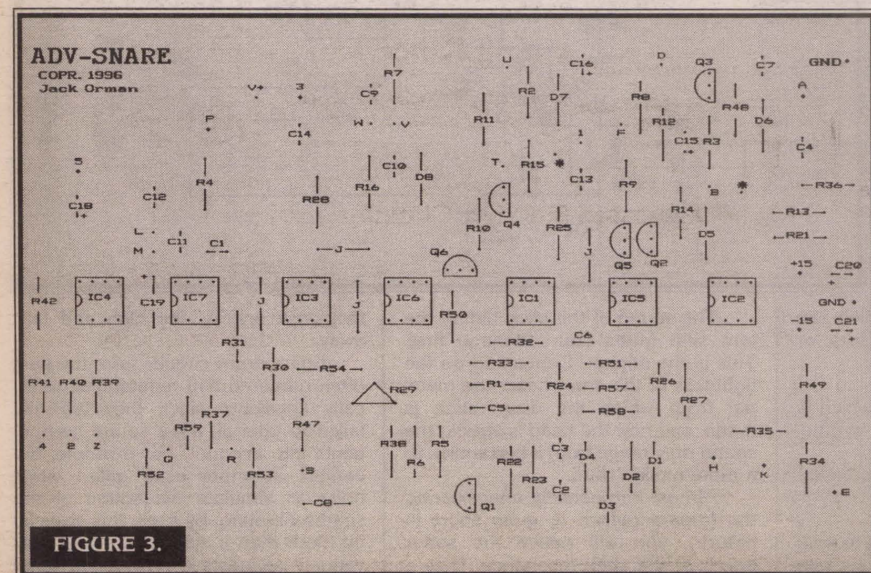 ADV-SNARE
COPR. 1996
Jack Orman
R7
U
C16
D
Q3
C7
GND
V+
3
C9
R2
D7
R8
R48
A
P
C14
W
V
R11
1
F
R12
C15
R3
D6
C4
S
R4
C10
D8
T
R15
*
C13
R9
B
*
R36
C18
C12
R28
R16
Q4
R14
R13
L
M
C11
C1
J
R10
R25
J
Q5
Q2
D5
R21
Q6
+15
C20
R42
IC4
C19
IC7
J
IC3
J
IC6
R50
IC1
IC5
IC2
GND
-15
C21
R31
R32
C6
R30
R54
R33
R51
R41
R40
R39
R29
R1
R24
R57
R26
R27
R49
R37
C5
R58
R59
R47
R38
R5
R35
4
2
Z
Q
R
R6
R22
C3
D4
D1
H
R34
R52
R53
S
R23
C2
D2
K
E
C8
Q1
D3
FIGURE 3.